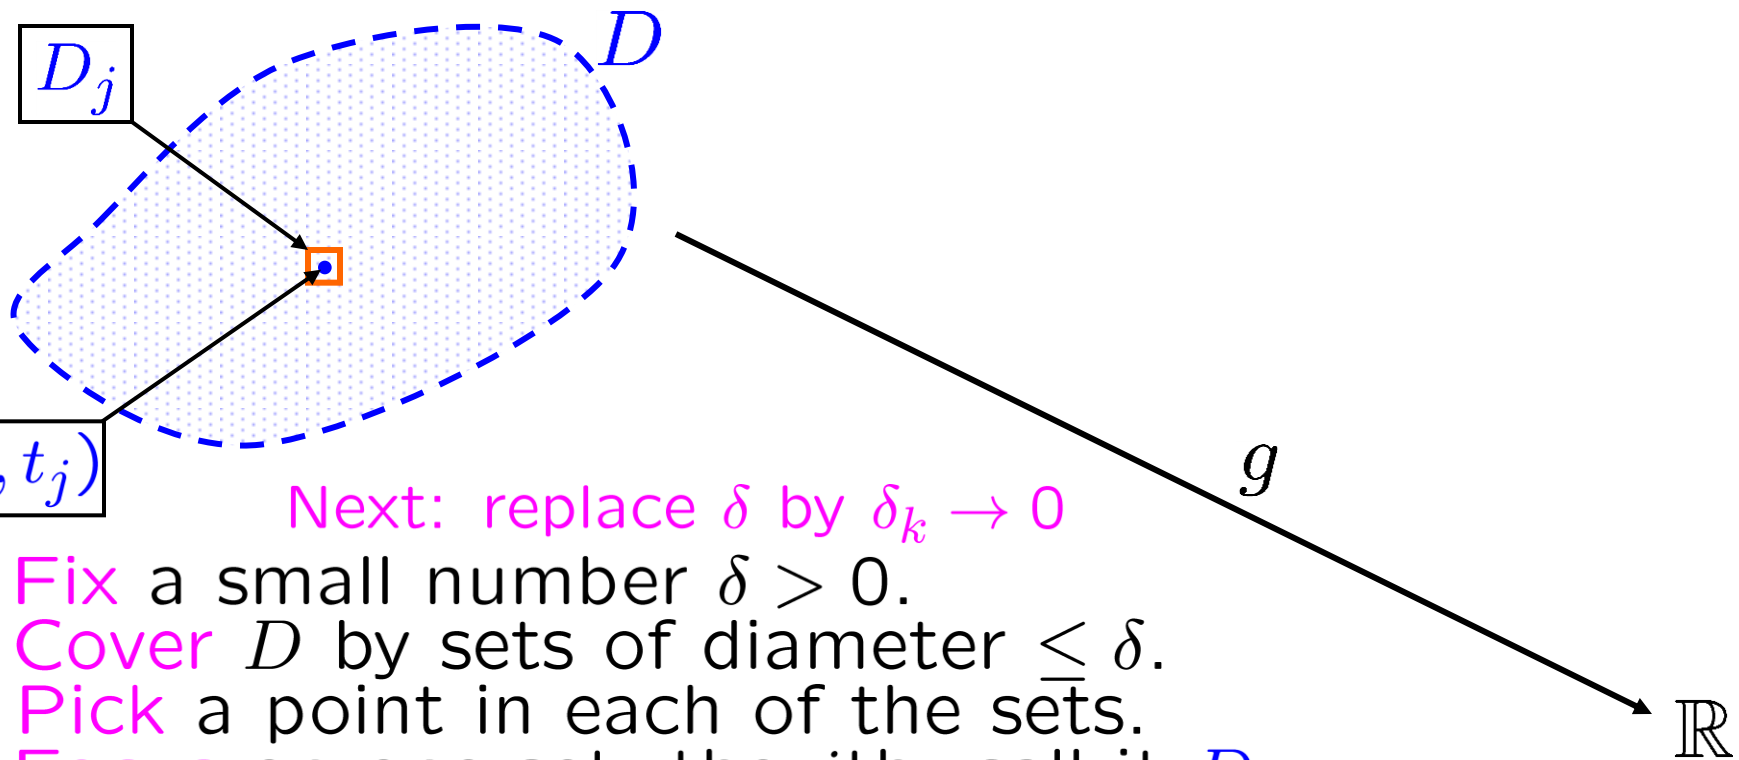 D
D_j
, t_j)
g
Next: replace δ by δ_k → 0
Fix a small number δ > 0.
Cover D by sets of diameter ≤ δ.
Pick a point in each of the sets.
ℝ